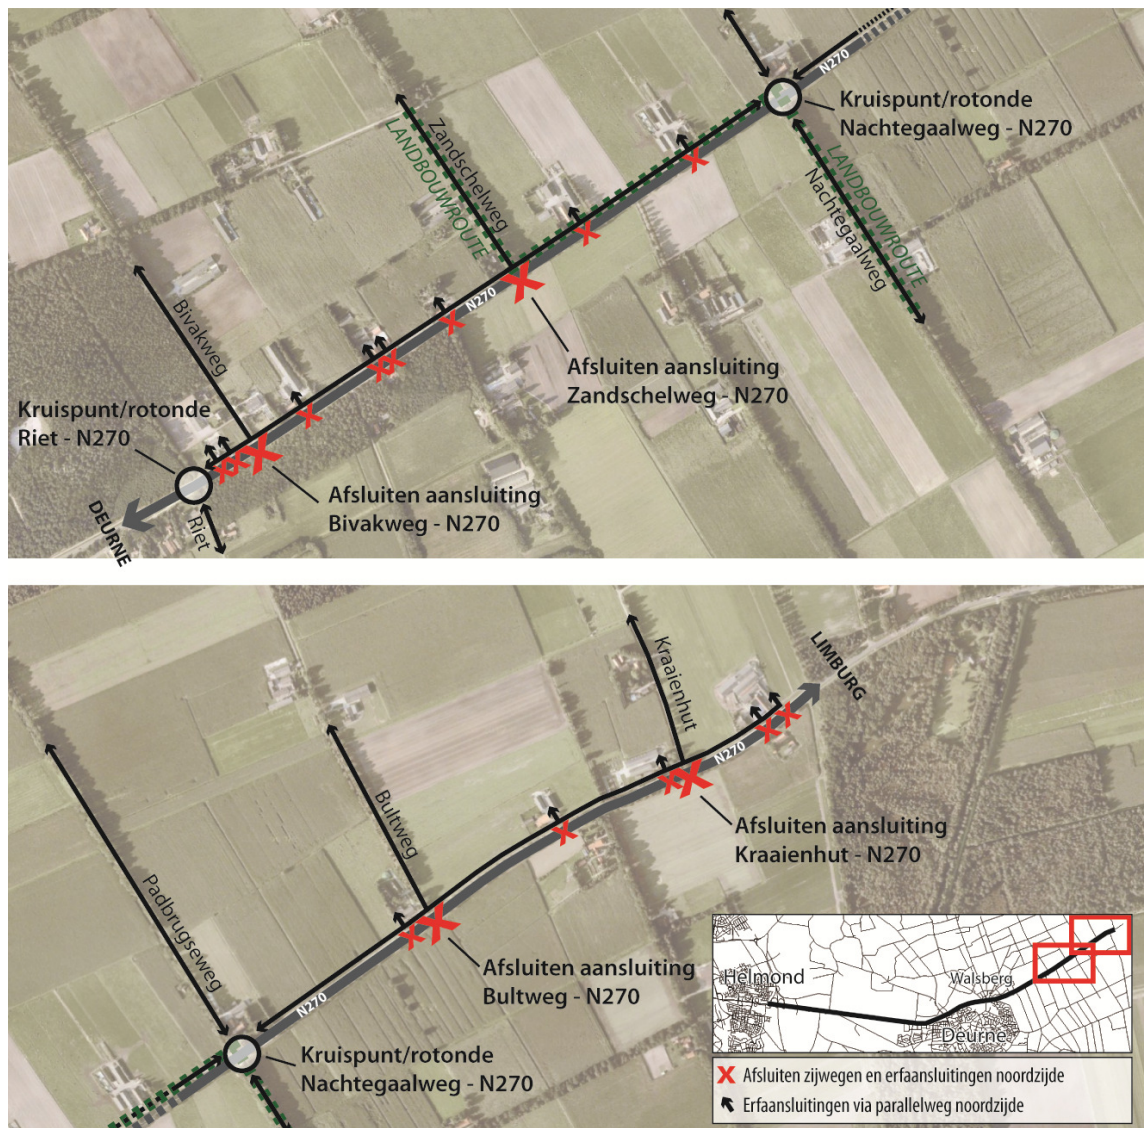 N270
Kruispunt/rotonde
Nachtegaalweg - N270
Zandschelweg
LANDBOUWROUTE
LANDBOUWROUTE
Nachtegaalweg
N270
Bivakweg
Afsluiten aansluiting
Zandschelweg - N270
Kruispunt/rotonde
Riet - N270
Afsluiten aansluiting
Bivakweg - N270
DEURNE
Riet
Kraaienhut
LIMBURG
N270
Bultweg
Afsluiten aansluiting
Kraaienhut - N270
Padbrugseweg
Afsluiten aansluiting
Bultweg - N270
N270
Kruispunt/rotonde
Nachtegaalweg - N270
Helmond
Walsberg
Deurne
Afsluiten zijwegen en erfaansluitingen noordzijde
Erfaansluitingen via parallelweg noordzijde